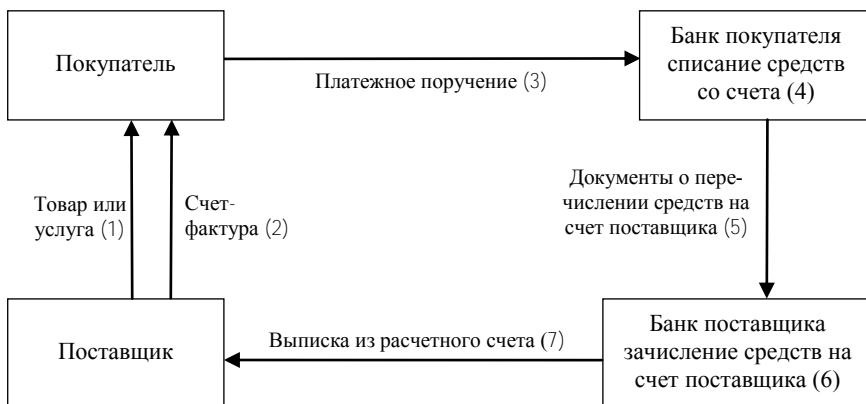 Покупатель
Платежное поручение (3)
Банк покупателя
списание средств
со счета (4)
Товар или
услуга (1)
Счет-
фактура (2)
Документы о пере-
числении средств на
счет поставщика (5)
Поставщик
Выписка из расчетного счета (7)
Банк поставщика
зачисление средств на
счет поставщика (6)